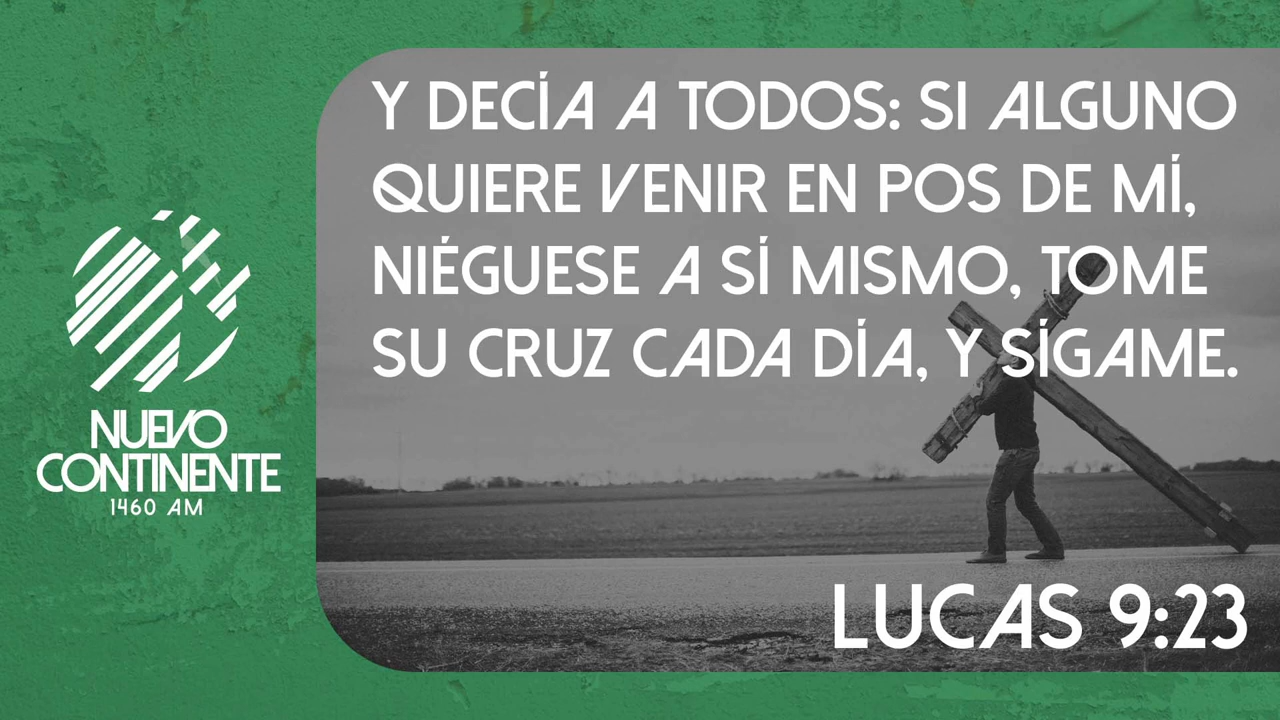 Y DECÍA A TODOS: SI ALGUNO
QUIERE VENIR EN POS DE MÍ,
NIÉGUESE A SÍ MISMO, TOME
SU CRUZ CADA DÍA, Y SÍGAME.
LUCAS 9:23
NUEVO
CONTINENTE
1460 AM